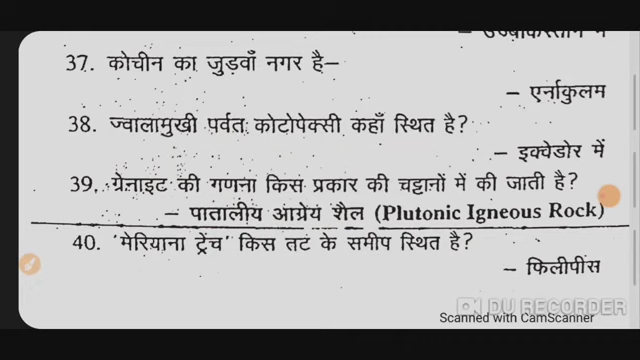 37. कोचीन का जुड़वाँ नगर है–
– एर्नाकुलम
38. ज्वालामुखी पर्वत कोटोपेक्सी कहाँ स्थित है?
– इक्वेडोर में
39. ग्रेनाइट की गणना किस प्रकार की चट्टानों में की जाती है?
– पातालीय आग्रेय शैल (Plutonic Igneous Rock)
40. 'मेरियाना ट्रेंच' किस तट के समीप स्थित है?
– फिलीपींस
DU RECORDER
Scanned with CamScanner